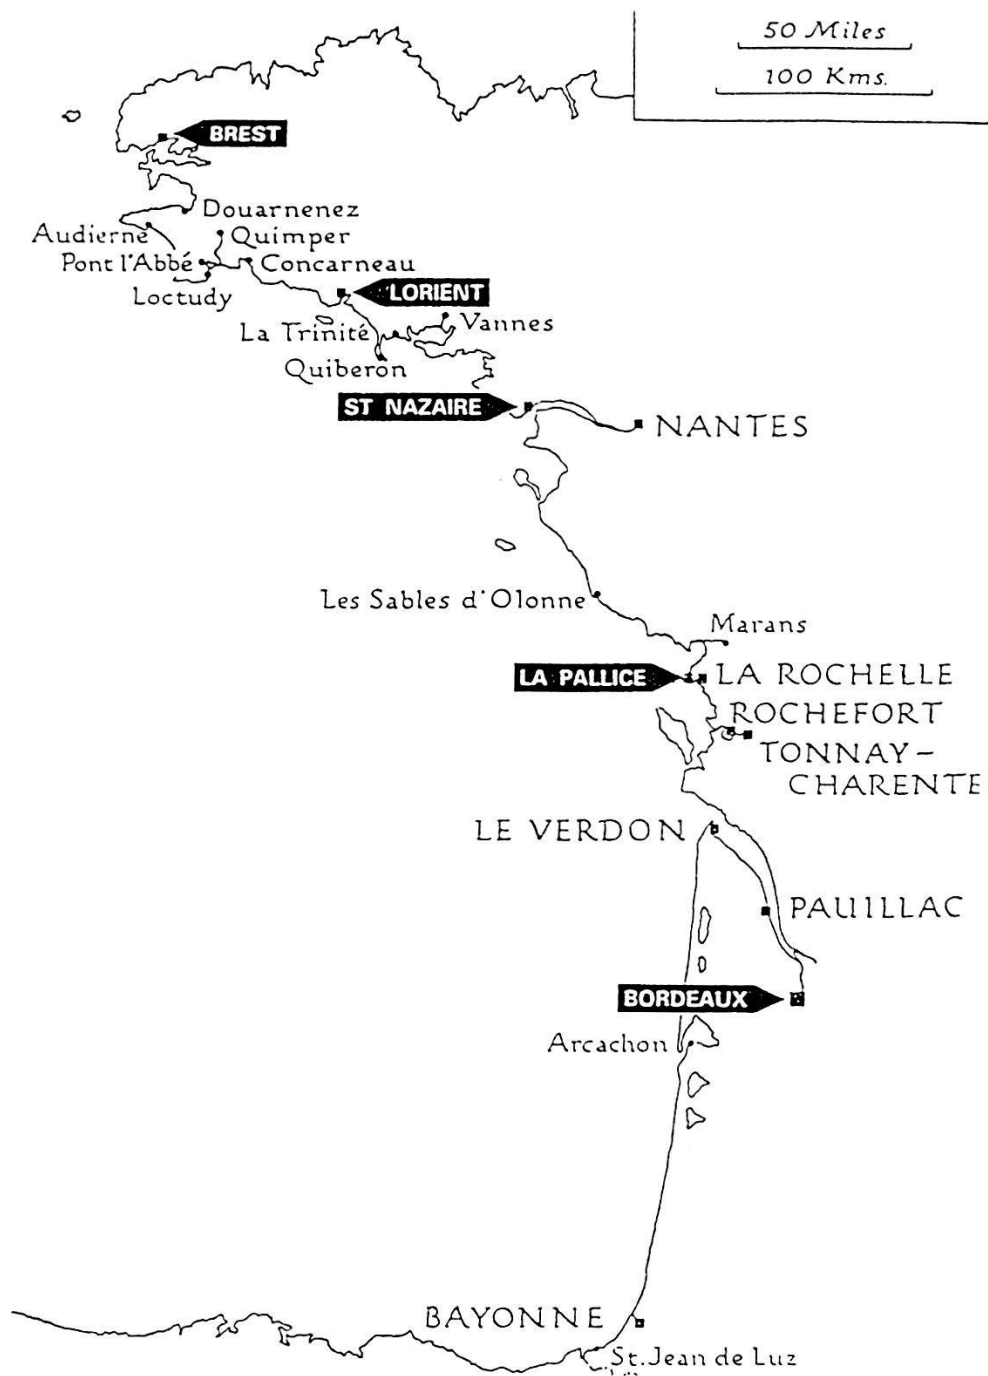 50 Miles
100 Kms.
BREST
Douarnenez
Audierne
Quimper
Pont l'Abbé
Concarneau
Loctudy
LORIENT
La Trinité
Vannes
Quiberon
ST NAZAIRE
NANTES
Les Sables d'Olonne
Marans
LA PALLICE
LA ROCHELLE
ROCHEFORT
TONNAY-
CHARENTE
LE VERDON
PAUILLAC
BORDEAUX
Arcachon
BAYONNE
St. Jean de Luz